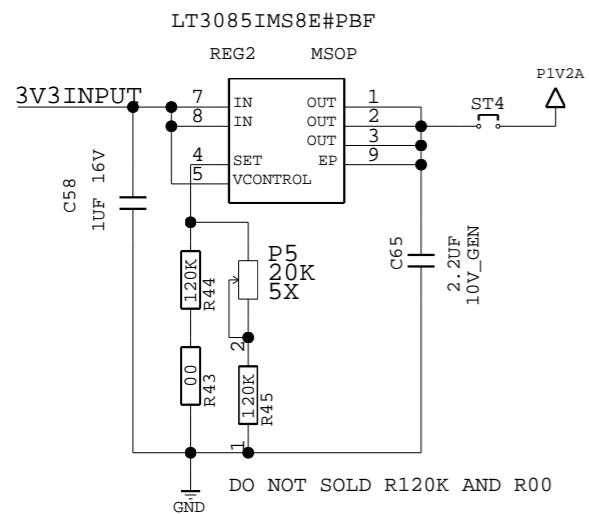 LT3085IMS8E#PBF
REG2 MSOP
P1V2A
3V3INPUT
ST4
7 IN OUT 1
8 IN OUT 2
OUT 3
4 SET EP 9
5 VCONTROL
C58
1UF 16V
C65
2.2UF
10V_GEN
P5
20K
5X
120K
R44
2
00
R43
120K
R45
1
DO NOT SOLD R120K AND R00
GND